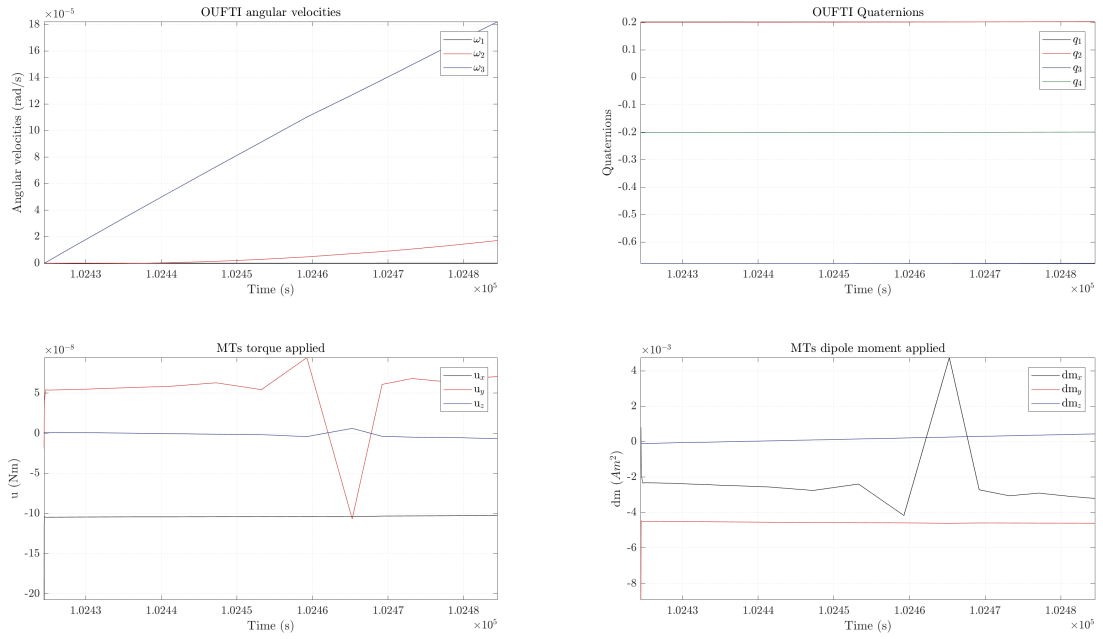 OUFTI angular velocities
×10⁻⁵
18
16
14
12
10
8
6
4
2
0
Angular velocities (rad/s)
ω₁
ω₂
ω₃
1.0243
1.0244
1.0245
1.0246
1.0247
1.0248
Time (s)
×10⁵
OUFTI Quaternions
0.2
0.1
0
-0.1
-0.2
-0.3
-0.4
-0.5
-0.6
Quaternions
q₁
q₂
q₃
q₄
1.0243
1.0244
1.0245
1.0246
1.0247
1.0248
Time (s)
×10⁵
MTs torque applied
×10⁻⁸
5
0
-5
-10
-15
-20
u (Nm)
uₓ
u_y
u_z
1.0243
1.0244
1.0245
1.0246
1.0247
1.0248
Time (s)
×10⁵
MTs dipole moment applied
×10⁻³
4
2
0
-2
-4
-6
-8
dm (Am²)
dmₓ
dm_y
dm_z
1.0243
1.0244
1.0245
1.0246
1.0247
1.0248
Time (s)
×10⁵